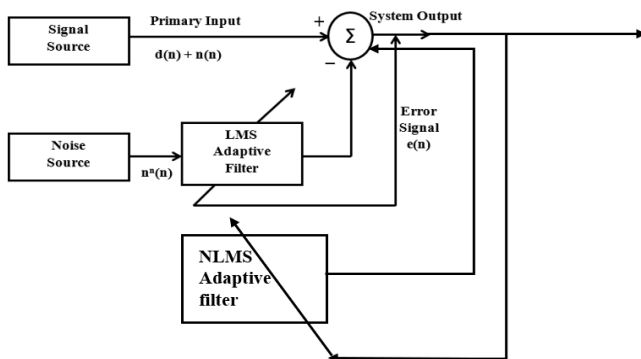 Signal
Source
Primary Input
d(n) + n(n)
+
Σ
−
System Output
Error
Signal
e(n)
Noise
Source
nⁿ(n)
LMS
Adaptive
Filter
NLMS
Adaptive
filter